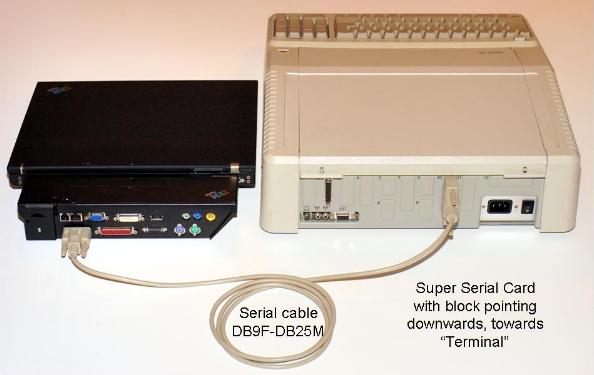 Serial cable
DB9F-DB25M
Super Serial Card
with block pointing
downwards, towards
“Terminal”